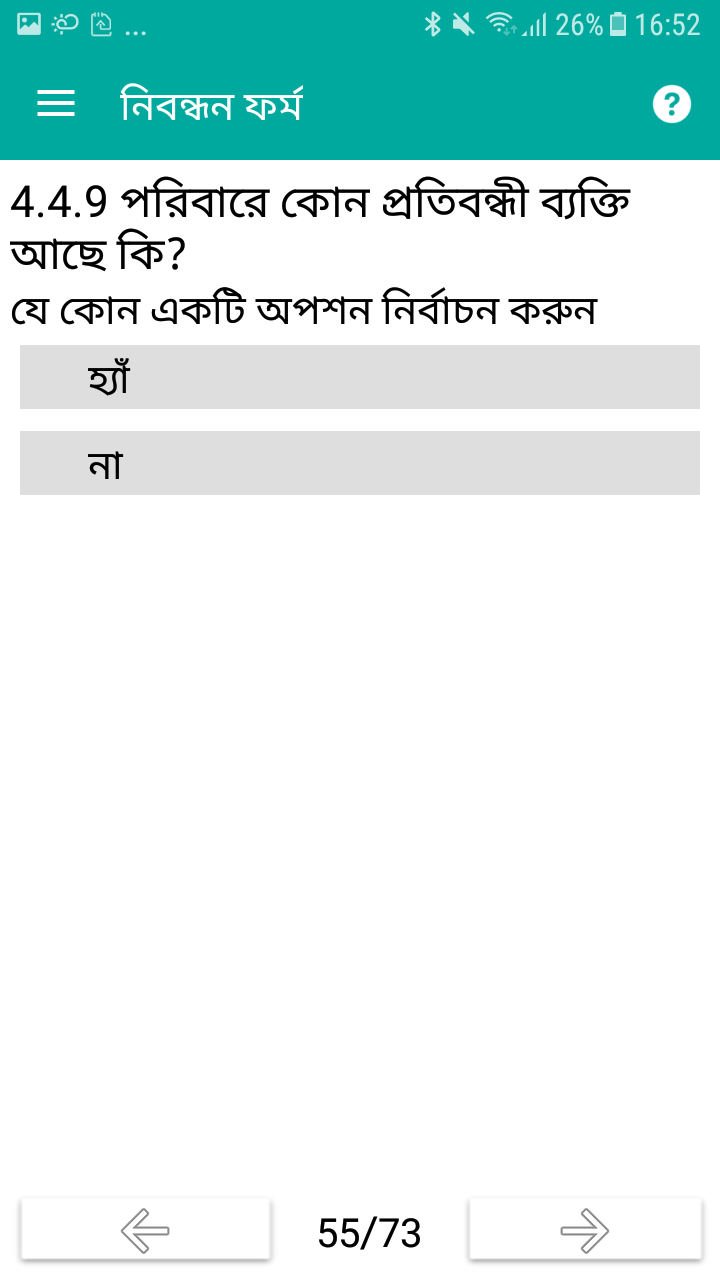 ... 26% 16:52
নিবন্ধন ফর্ম ?
4.4.9 পরিবারে কোন প্রতিবন্ধী ব্যক্তি
আছে কি?
যে কোন একটি অপশন নির্বাচন করুন
হ্যাঁ
না
55/73